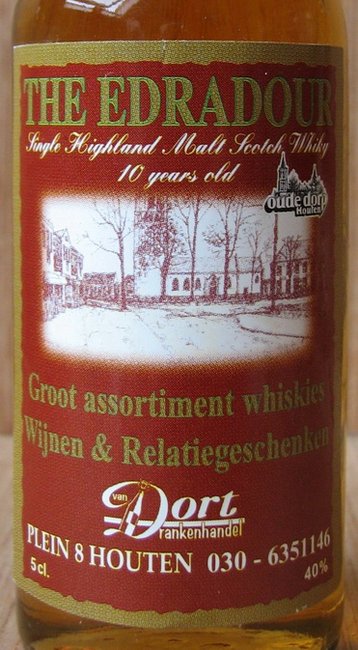 THE EDRADOUR
Single Highland Malt Scotch Whiky
10 years old
oude dorp
Houten
Groot assortiment whiskies
Wijnen & Relatiegeschenken
van Dort
Drankenhandel
PLEIN 8 HOUTEN 030 - 6351146
5cl. 40%